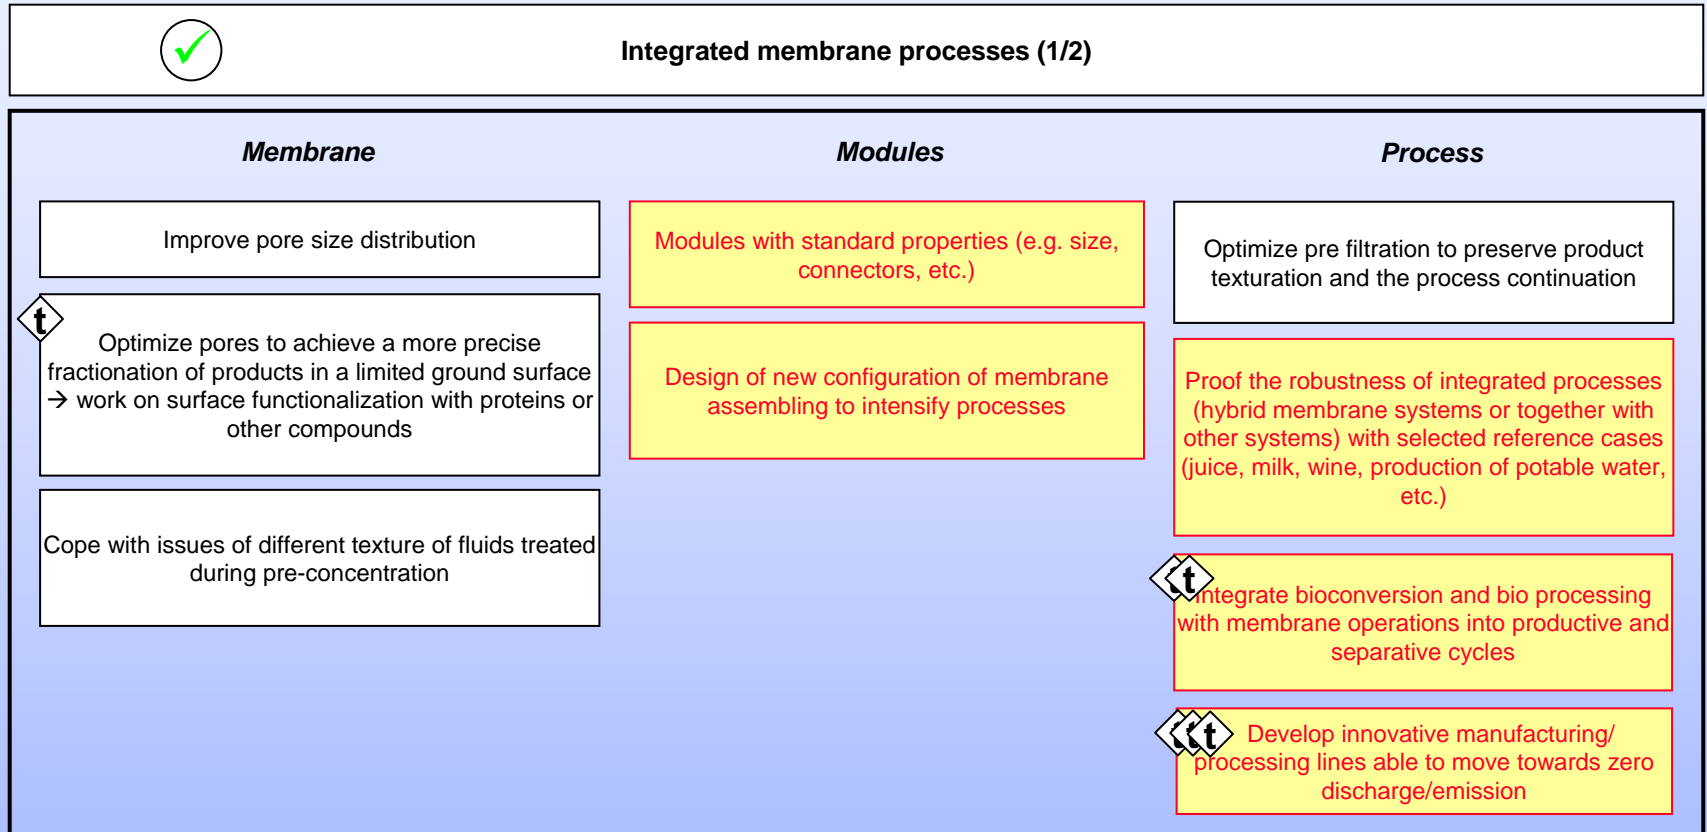 Integrated membrane processes (1/2)
Membrane
Improve pore size distribution
t
Optimize pores to achieve a more precise
fractionation of products in a limited ground surface
→ work on surface functionalization with proteins or
other compounds
Cope with issues of different texture of fluids treated
during pre-concentration
Modules
Modules with standard properties (e.g. size,
connectors, etc.)
Design of new configuration of membrane
assembling to intensify processes
Process
Optimize pre filtration to preserve product
texturation and the process continuation
Proof the robustness of integrated processes
(hybrid membrane systems or together with
other systems) with selected reference cases
(juice, milk, wine, production of potable water,
etc.)
t t
Integrate bioconversion and bio processing
with membrane operations into productive and
separative cycles
t t t
Develop innovative manufacturing/
processing lines able to move towards zero
discharge/emission